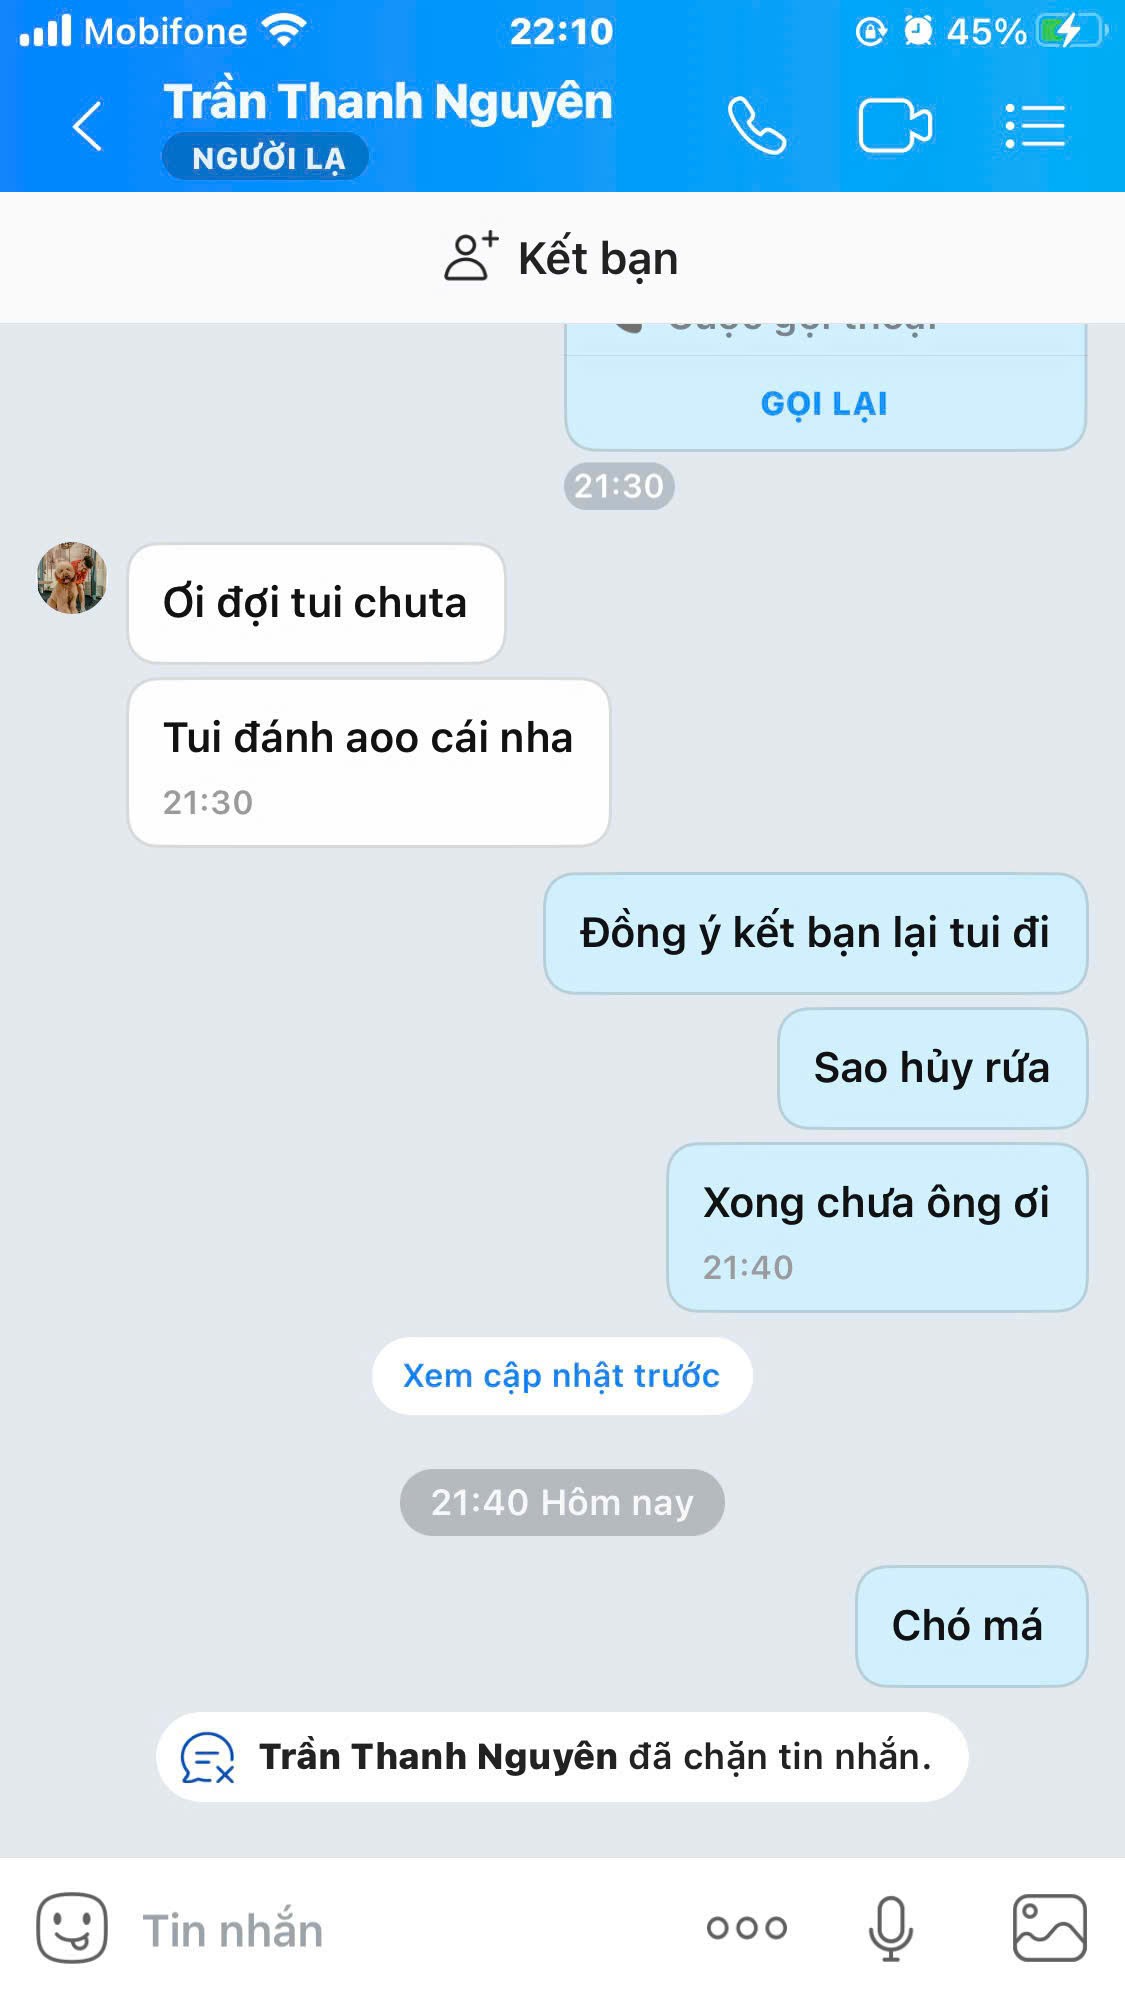 Mobifone
22:10
45%
Trần Thanh Nguyên
NGƯỜI LẠ
Kết bạn
Cuộc gọi thoại
GỌI LẠI
21:30
Ơi đợi tui chuta
Tui đánh aoo cái nha
21:30
Đồng ý kết bạn lại tui đi
Sao hủy rứa
Xong chưa ông ơi
21:40
Xem cập nhật trước
21:40 Hôm nay
Chó má
Trần Thanh Nguyên đã chặn tin nhắn.
Tin nhắn